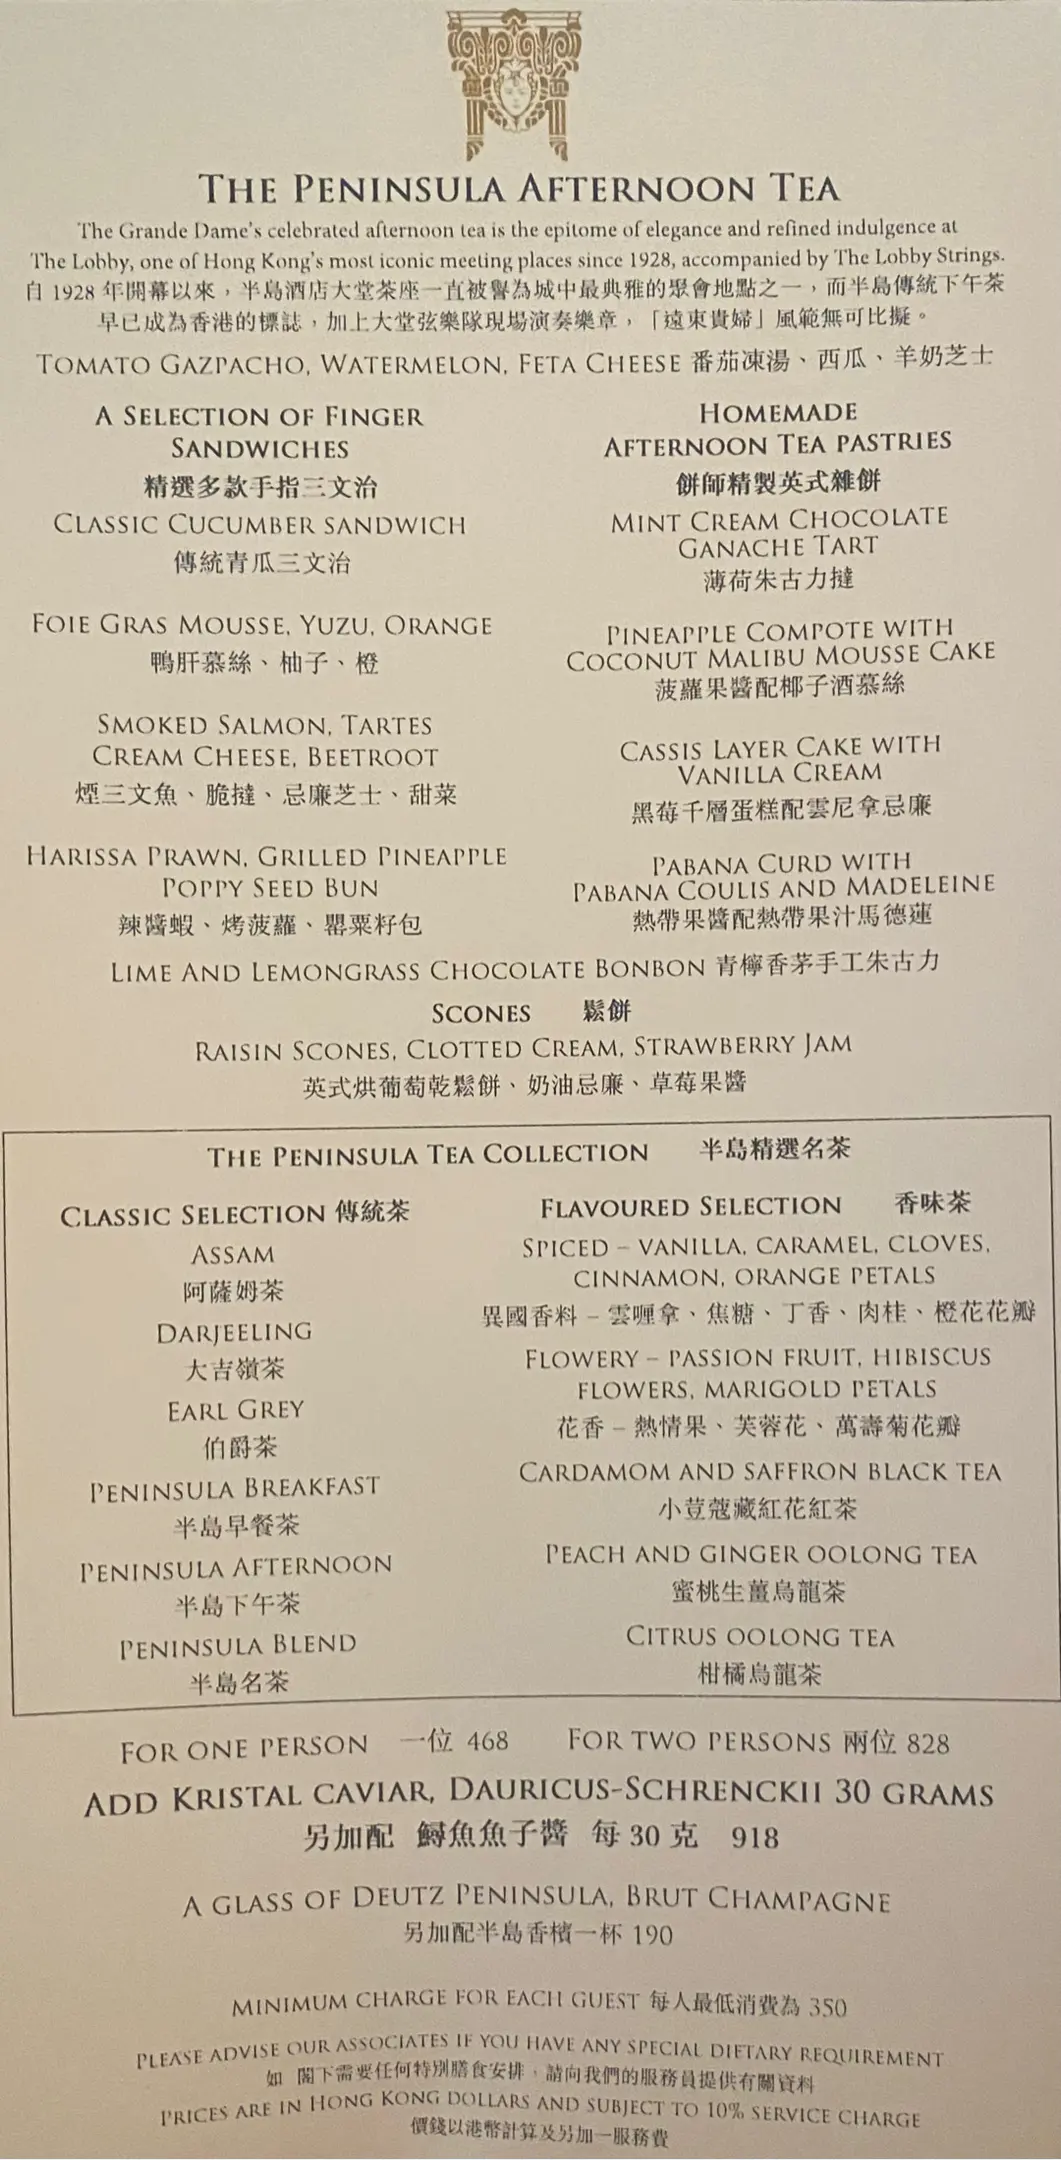 THE PENINSULA AFTERNOON TEA
The Grande Dame's celebrated afternoon tea is the epitome of elegance and refined indulgence at
The Lobby, one of Hong Kong's most iconic meeting places since 1928, accompanied by The Lobby Strings.
自 1928 年開幕以來，半島酒店大堂茶座一直被譽為城中最典雅的聚會地點之一，而半島傳統下午茶
早已成為香港的標誌，加上大堂弦樂隊現場演奏樂章，「遠東貴婦」風範無可比擬。
TOMATO GAZPACHO, WATERMELON, FETA CHEESE 番茄凍湯、西瓜、羊奶芝士
A SELECTION OF FINGER
SANDWICHES
精選多款手指三文治
CLASSIC CUCUMBER SANDWICH
傳統青瓜三文治
FOIE GRAS MOUSSE, YUZU, ORANGE
鴨肝慕絲、柚子、橙
SMOKED SALMON, TARTES
CREAM CHEESE, BEETROOT
煙三文魚、脆撻、忌廉芝士、甜菜
HARISSA PRAWN, GRILLED PINEAPPLE
POPPY SEED BUN
辣醬蝦、烤菠蘿、罌粟籽包
HOMEMADE
AFTERNOON TEA PASTRIES
餅師精製英式雜餅
MINT CREAM CHOCOLATE
GANACHE TART
薄荷朱古力撻
PINEAPPLE COMPOTE WITH
COCONUT MALIBU MOUSSE CAKE
菠蘿果醬配椰子酒慕絲
CASSIS LAYER CAKE WITH
VANILLA CREAM
黑莓千層蛋糕配雲尼拿忌廉
PABANA CURD WITH
PABANA COULIS AND MADELEINE
熱帶果醬配熱帶果汁馬德蓮
LIME AND LEMONGRASS CHOCOLATE BONBON 青檸香茅手工朱古力
SCONES 鬆餅
RAISIN SCONES, CLOTTED CREAM, STRAWBERRY JAM
英式烘葡萄乾鬆餅、奶油忌廉、草莓果醬
THE PENINSULA TEA COLLECTION 半島精選名茶
CLASSIC SELECTION 傳統茶
ASSAM
阿薩姆茶
DARJEELING
大吉嶺茶
EARL GREY
伯爵茶
PENINSULA BREAKFAST
半島早餐茶
PENINSULA AFTERNOON
半島下午茶
PENINSULA BLEND
半島名茶
FLAVOURED SELECTION 香味茶
SPICED – VANILLA, CARAMEL, CLOVES,
CINNAMON, ORANGE PETALS
異國香料 – 雲喱拿、焦糖、丁香、肉桂、橙花花瓣
FLOWERY – PASSION FRUIT, HIBISCUS
FLOWERS, MARIGOLD PETALS
花香 – 熱情果、芙蓉花、萬壽菊花瓣
CARDAMOM AND SAFFRON BLACK TEA
小荳蔻藏紅花紅茶
PEACH AND GINGER OOLONG TEA
蜜桃生薑烏龍茶
CITRUS OOLONG TEA
柑橘烏龍茶
FOR ONE PERSON 一位 468 FOR TWO PERSONS 兩位 828
ADD KRISTAL CAVIAR, DAURICUS-SCHRENCKII 30 GRAMS
另加配 鱘魚魚子醬 每 30 克 918
A GLASS OF DEUTZ PENINSULA, BRUT CHAMPAGNE
另加配半島香檳一杯 190
MINIMUM CHARGE FOR EACH GUEST 每人最低消費為 350
PLEASE ADVISE OUR ASSOCIATES IF YOU HAVE ANY SPECIAL DIETARY REQUIREMENT
如 閣下需要任何特別膳食安排，請向我們的服務員提供有關資料
PRICES ARE IN HONG KONG DOLLARS AND SUBJECT TO 10% SERVICE CHARGE
價錢以港幣計算及另加一服務費